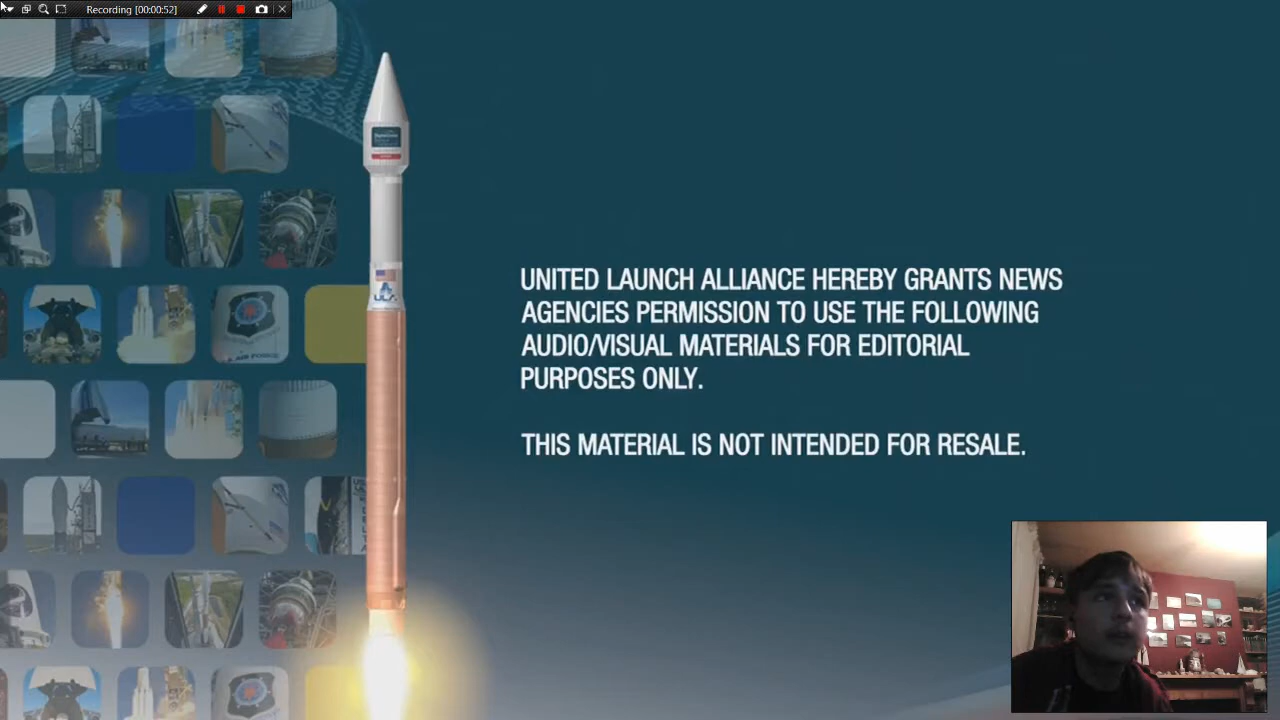 Recording [00:00:52]
ULA
UNITED LAUNCH ALLIANCE HEREBY GRANTS NEWS
AGENCIES PERMISSION TO USE THE FOLLOWING
AUDIO/VISUAL MATERIALS FOR EDITORIAL
PURPOSES ONLY.
THIS MATERIAL IS NOT INTENDED FOR RESALE.